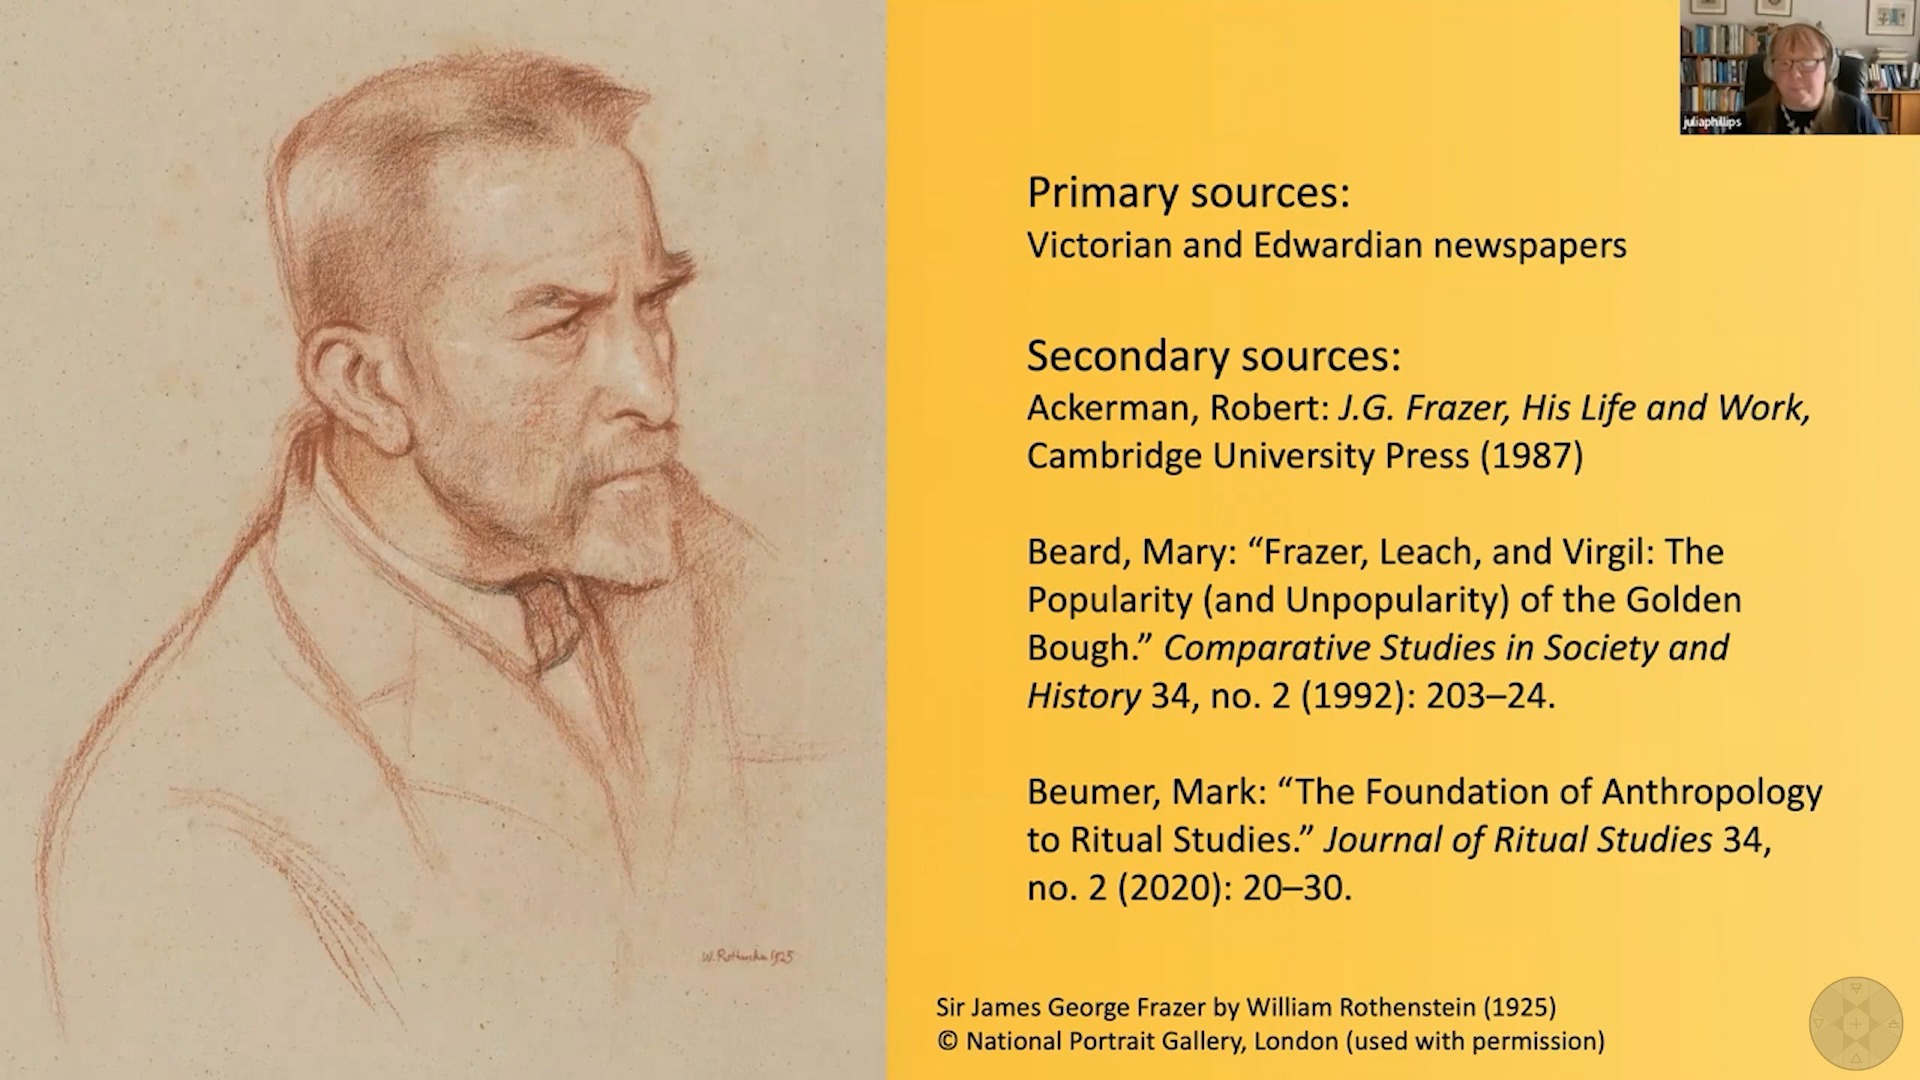 juliaphillips
Primary sources:
Victorian and Edwardian newspapers
Secondary sources:
Ackerman, Robert: J.G. Frazer, His Life and Work,
Cambridge University Press (1987)
Beard, Mary: “Frazer, Leach, and Virgil: The
Popularity (and Unpopularity) of the Golden
Bough.” Comparative Studies in Society and
History 34, no. 2 (1992): 203–24.
Beumer, Mark: “The Foundation of Anthropology
to Ritual Studies.” Journal of Ritual Studies 34,
no. 2 (2020): 20–30.
W. Rothenstein 1925
Sir James George Frazer by William Rothenstein (1925)
© National Portrait Gallery, London (used with permission)